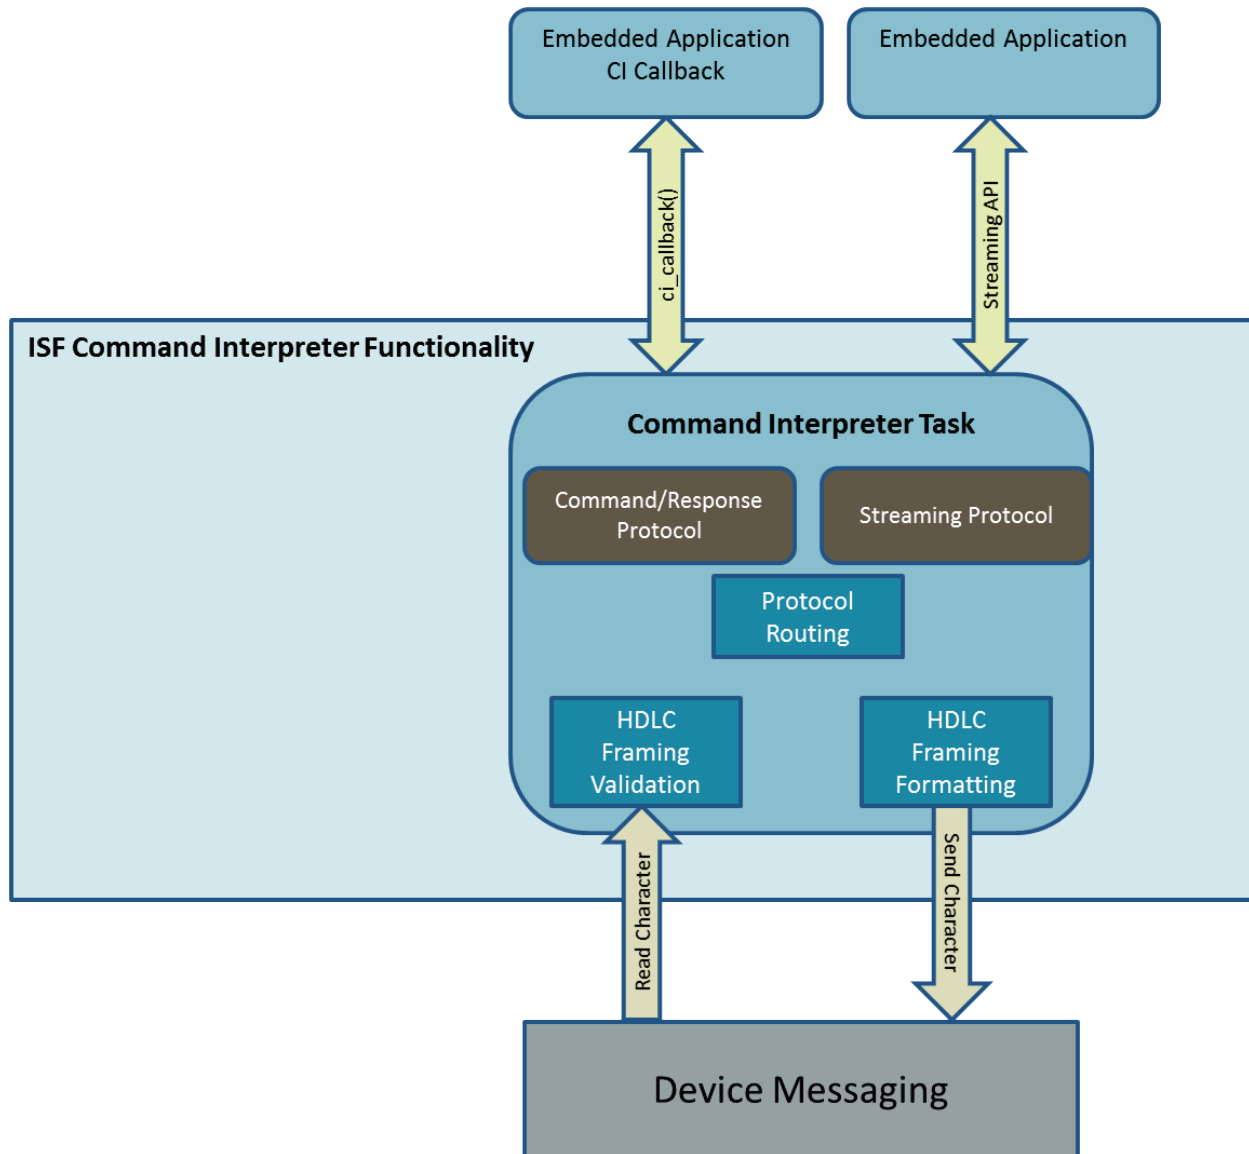 Embedded Application
CI Callback
Embedded Application
ci_callback()
Streaming API
ISF Command Interpreter Functionality
Command Interpreter Task
Command/Response
Protocol
Streaming Protocol
Protocol
Routing
HDLC
Framing
Validation
HDLC
Framing
Formatting
Read Character
Send Character
Device Messaging